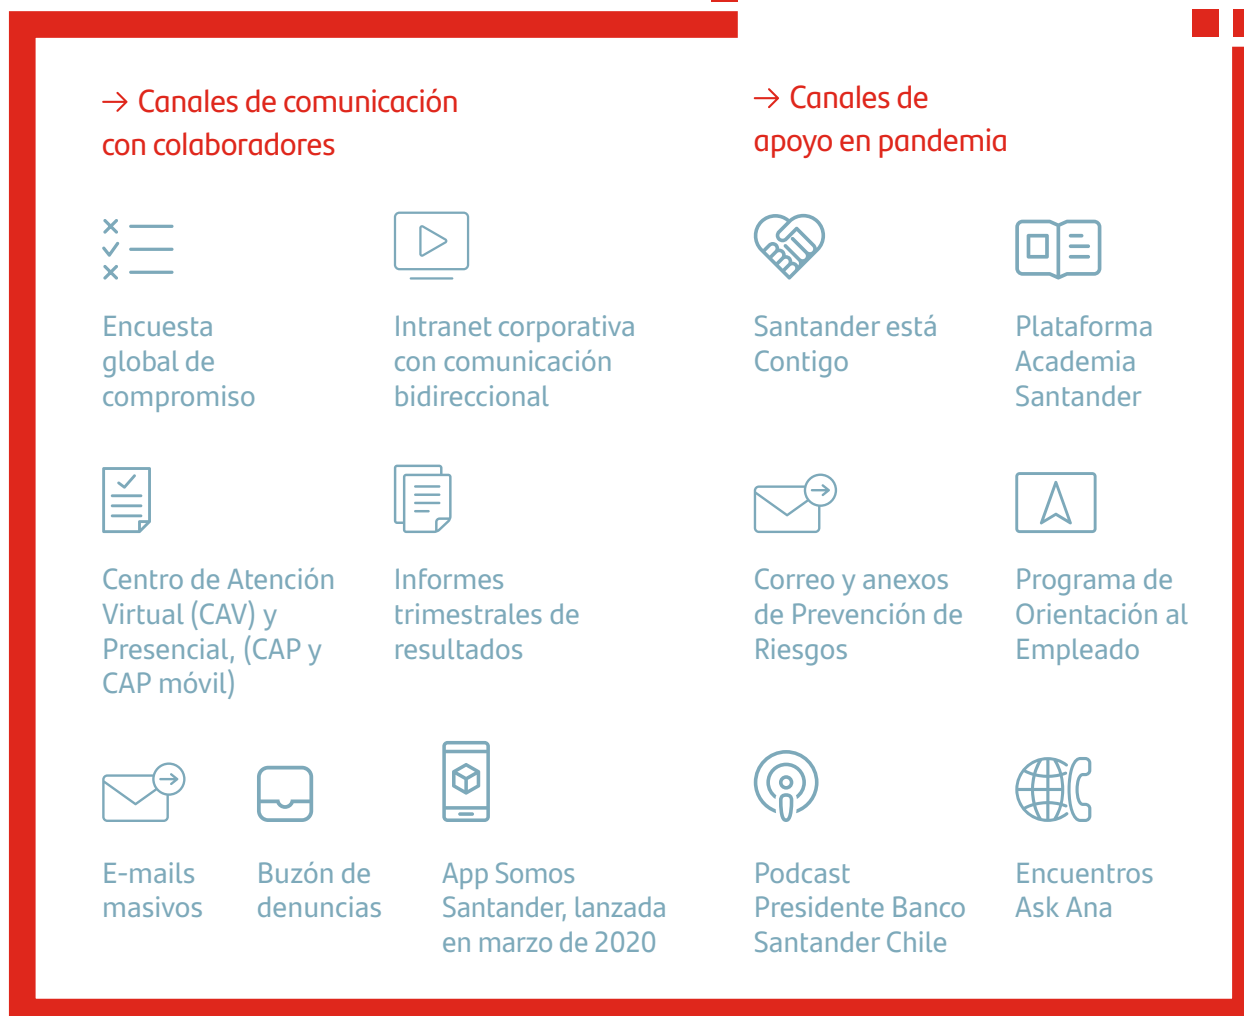 → Canales de comunicación
con colaboradores
Encuesta
global de
compromiso
Intranet corporativa
con comunicación
bidireccional
Centro de Atención
Virtual (CAV) y
Presencial, (CAP y
CAP móvil)
Informes
trimestrales de
resultados
E-mails
masivos
Buzón de
denuncias
App Somos
Santander, lanzada
en marzo de 2020
→ Canales de
apoyo en pandemia
Santander está
Contigo
Plataforma
Academia
Santander
Correo y anexos
de Prevención de
Riesgos
Programa de
Orientación al
Empleado
Podcast
Presidente Banco
Santander Chile
Encuentros
Ask Ana